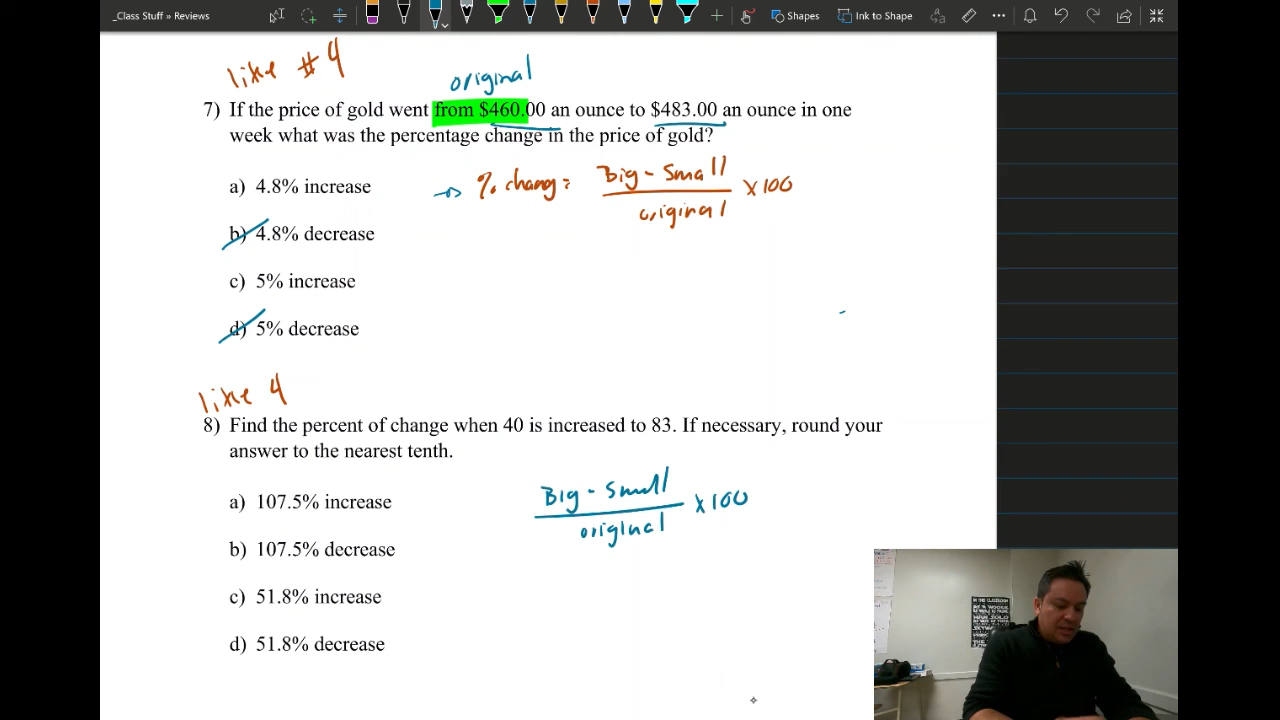 _Class Stuff » Reviews
Shapes
Ink to Shape
like #4
original
7) If the price of gold went from $460.00 an ounce to $483.00 an ounce in one
week what was the percentage change in the price of gold?
a) 4.8% increase
→ % chang = Big - Small / original x 100
b) 4.8% decrease
c) 5% increase
d) 5% decrease
like 4
8) Find the percent of change when 40 is increased to 83. If necessary, round your
answer to the nearest tenth.
a) 107.5% increase
Big - Small / original x 100
b) 107.5% decrease
c) 51.8% increase
d) 51.8% decrease